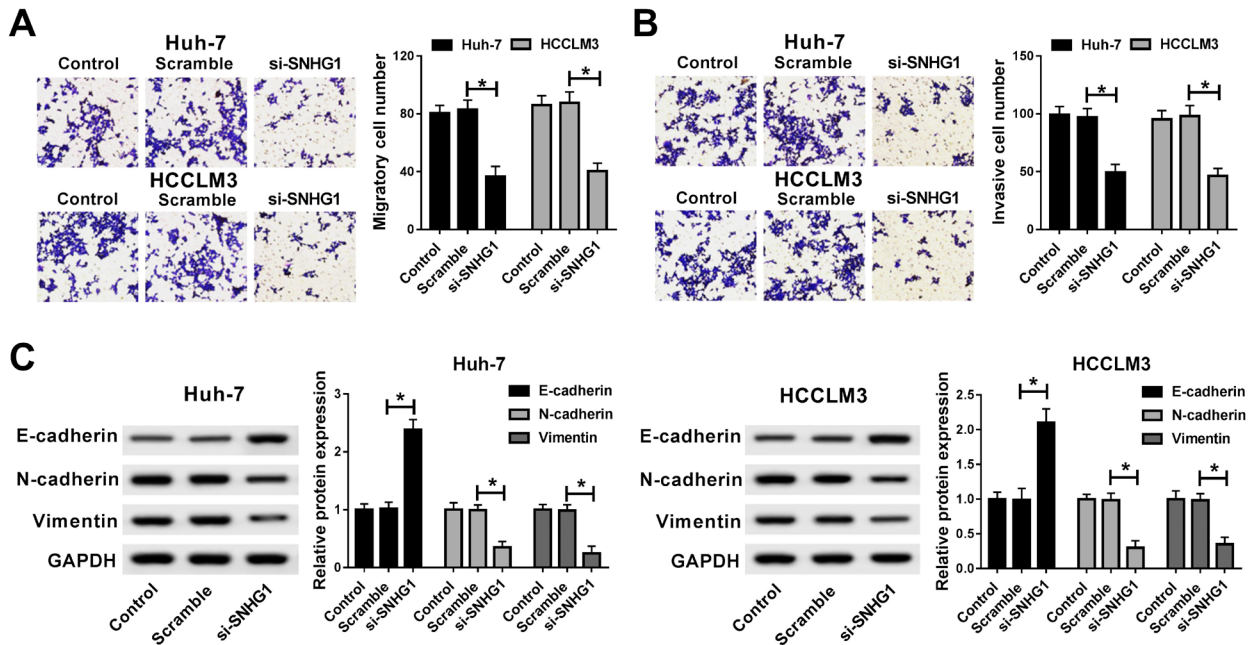 A
Huh-7
Control Scramble si-SNHG1
HCCLM3
Control Scramble si-SNHG1
Huh-7 HCCLM3
Migratory cell number
120
80
40
0
* *
Control Scramble si-SNHG1 Control Scramble si-SNHG1
B
Huh-7
Control Scramble si-SNHG1
HCCLM3
Control Scramble si-SNHG1
Huh-7 HCCLM3
Invasive cell number
150
100
50
0
* *
Control Scramble si-SNHG1 Control Scramble si-SNHG1
C
Huh-7
E-cadherin
N-cadherin
Vimentin
GAPDH
Control Scramble si-SNHG1
Huh-7
Relative protein expression
3
2
1
0
E-cadherin
N-cadherin
Vimentin
* * *
Control Scramble si-SNHG1 Control Scramble si-SNHG1 Control Scramble si-SNHG1
HCCLM3
E-cadherin
N-cadherin
Vimentin
GAPDH
Control Scramble si-SNHG1
HCCLM3
Relative protein expression
2.5
2.0
1.5
1.0
0.5
0.0
E-cadherin
N-cadherin
Vimentin
* * *
Control Scramble si-SNHG1 Control Scramble si-SNHG1 Control Scramble si-SNHG1